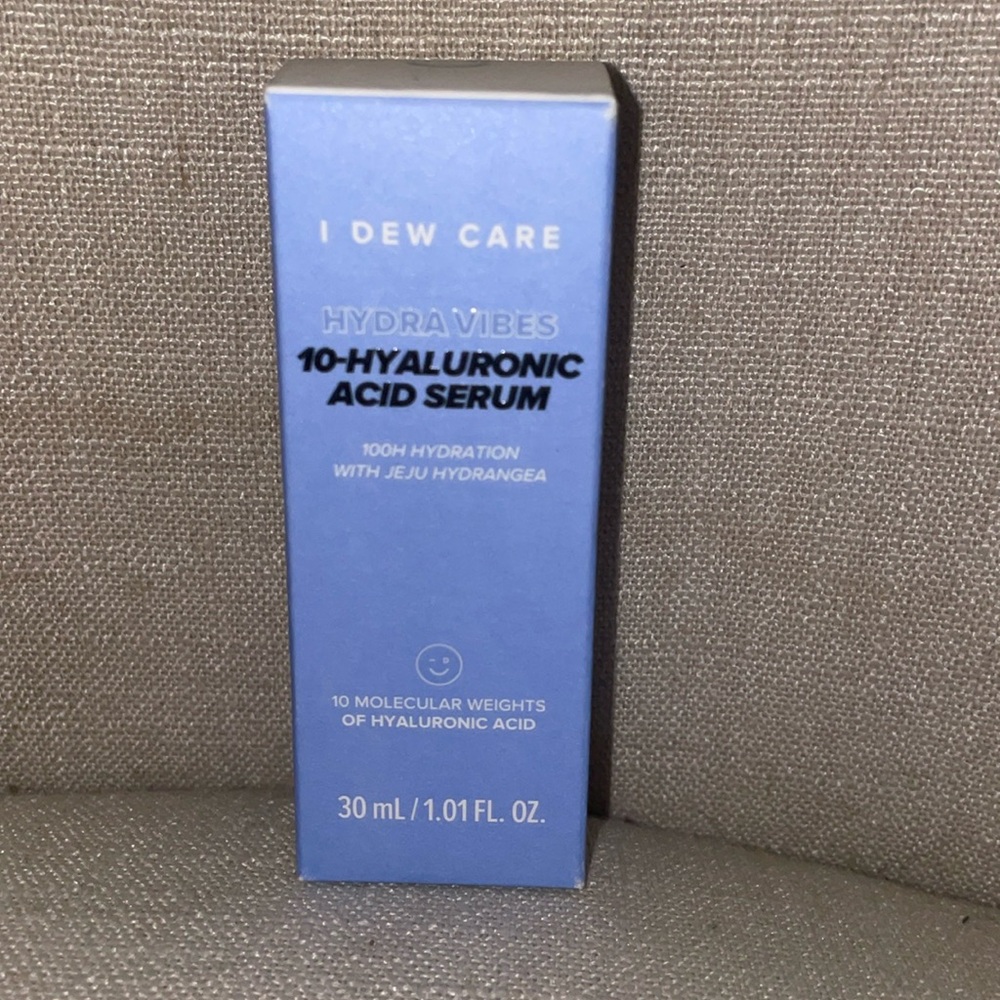 I DEW CARE
HYDRA VIBES
10-HYALURONIC
ACID SERUM
100H HYDRATION
WITH JEJU HYDRANGEA
10 MOLECULAR WEIGHTS
OF HYALURONIC ACID
30 mL / 1.01 FL. OZ.